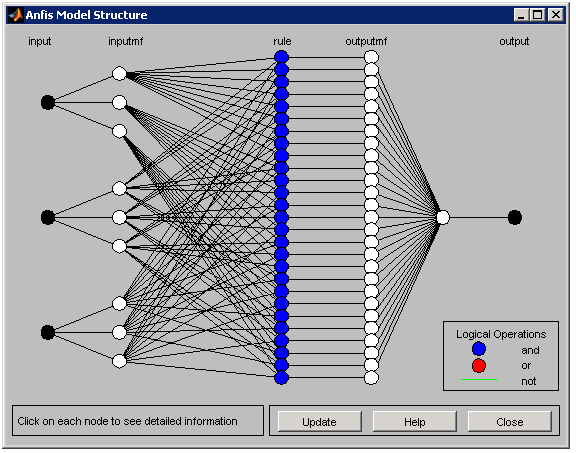 Anfis Model Structure
input inputmf rule outputmf output
Logical Operations
and
or
not
Click on each node to see detailed information
Update Help Close